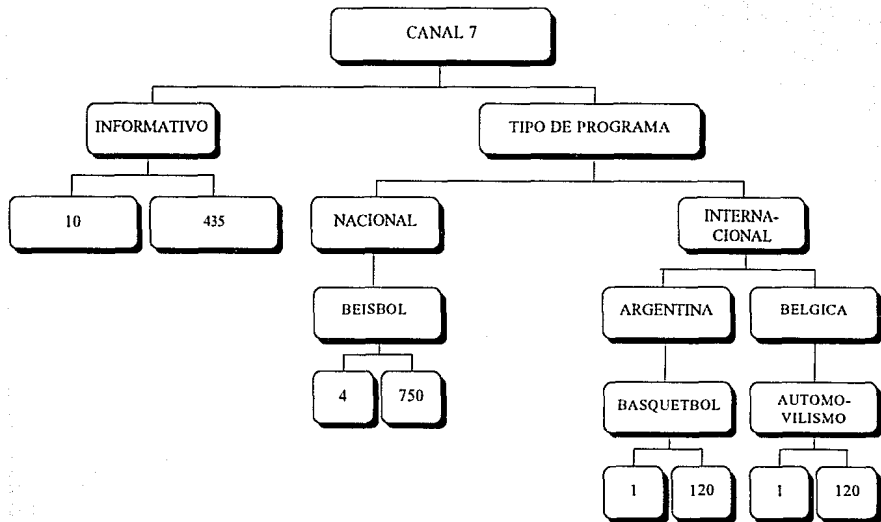 CANAL 7
INFORMATIVO
TIPO DE PROGRAMA
10
435
NACIONAL
INTERNA-
CIONAL
BEISBOL
ARGENTINA
BELGICA
4
750
BASQUETBOL
AUTOMO-
VILISMO
1
120
1
120